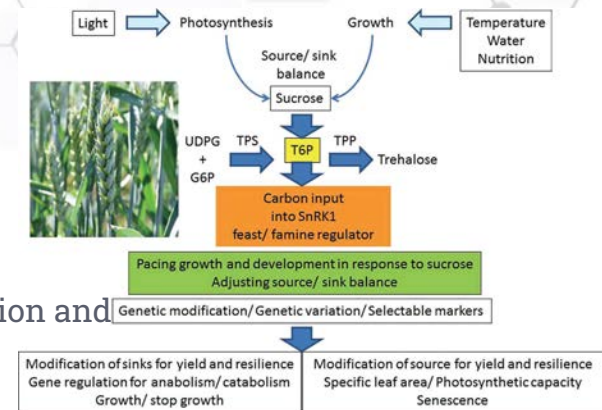 Light
Photosynthesis
Growth
Temperature
Water
Nutrition
Source/ sink
balance
Sucrose
UDPG
+
G6P
TPS
T6P
TPP
Trehalose
Carbon input
into SnRK1
feast/ famine regulator
Pacing growth and development in response to sucrose
Adjusting source/ sink balance
ion and
Genetic modification/ Genetic variation/ Selectable markers
Modification of sinks for yield and resilience
Gene regulation for anabolism/ catabolism
Growth/ stop growth
Modification of source for yield and resilience
Specific leaf area/ Photosynthetic capacity
Senescence